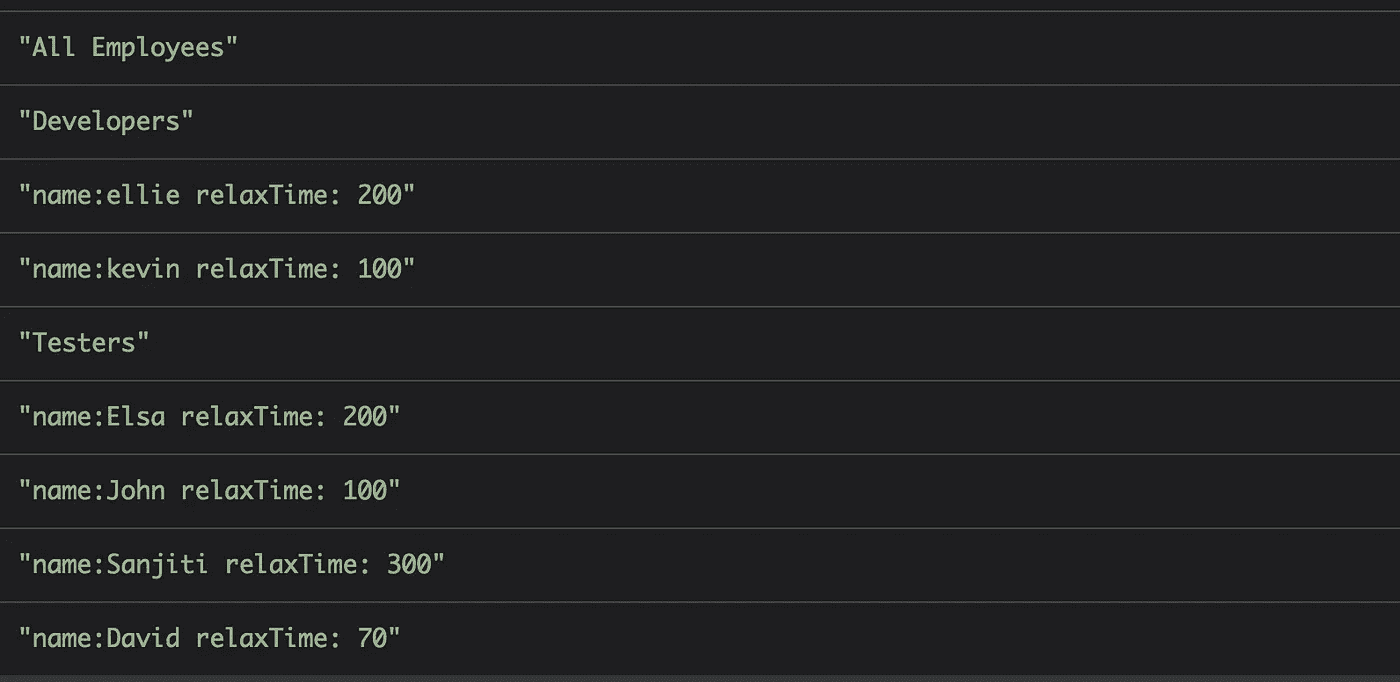 "All Employees"
"Developers"
"name:ellie relaxTime: 200"
"name:kevin relaxTime: 100"
"Testers"
"name:Elsa relaxTime: 200"
"name:John relaxTime: 100"
"name:Sanjiti relaxTime: 300"
"name:David relaxTime: 70"